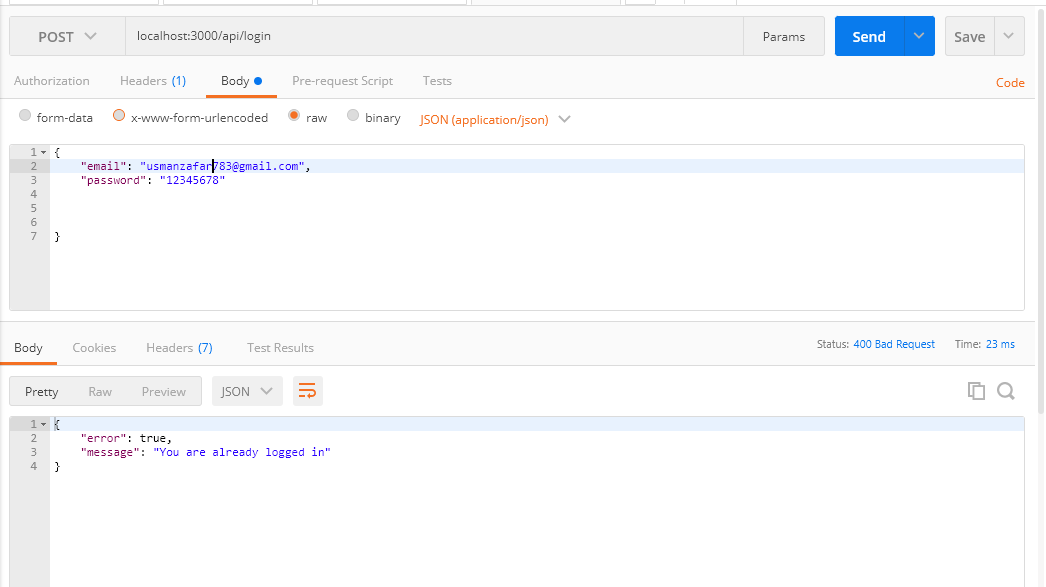 POST localhost:3000/api/login Params Send Save
Authorization Headers (1) Body Pre-request Script Tests Code
form-data x-www-form-urlencoded raw binary JSON (application/json)
1 {
2 "email": "usmanzafar783@gmail.com",
3 "password": "12345678"
4
5
6
7 }
Body Cookies Headers (7) Test Results Status: 400 Bad Request Time: 23 ms
Pretty Raw Preview JSON
1 {
2 "error": true,
3 "message": "You are already logged in"
4 }